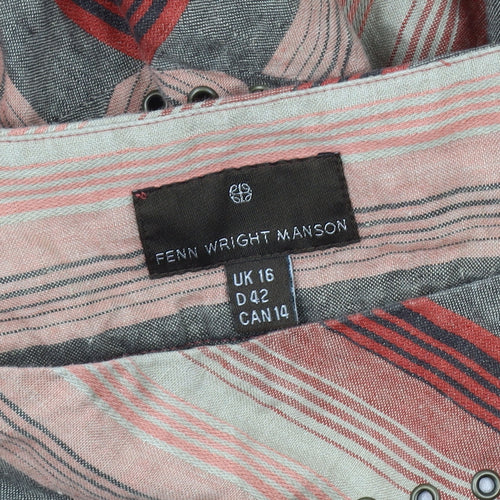 FENN WRIGHT MANSON
UK 16
D 42
CAN 14